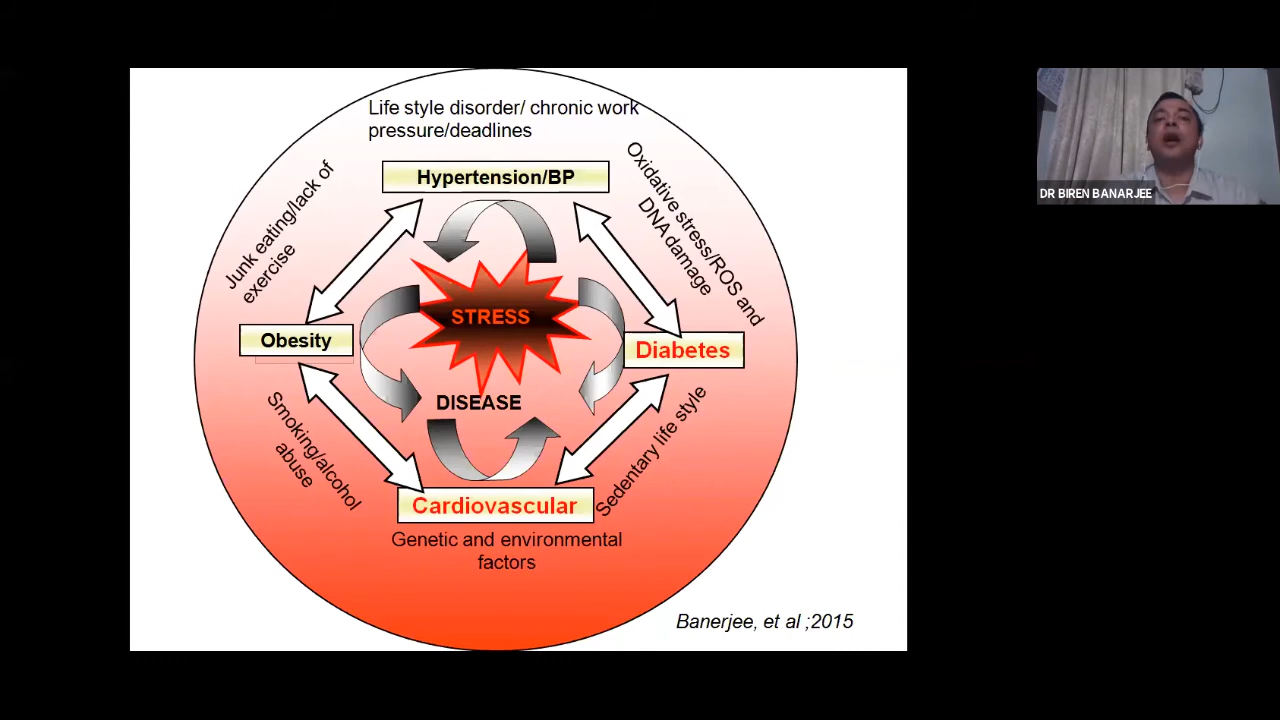 Life style disorder/ chronic work
pressure/deadlines
Hypertension/BP
Junk eating/lack of
exercise
Oxidative stress/ROS and
DNA damage
STRESS
Obesity
Diabetes
DISEASE
Smoking/alcohol
abuse
Sedentary life style
Cardiovascular
Genetic and environmental
factors
Banerjee, et al ;2015
DR BIREN BANARJEE